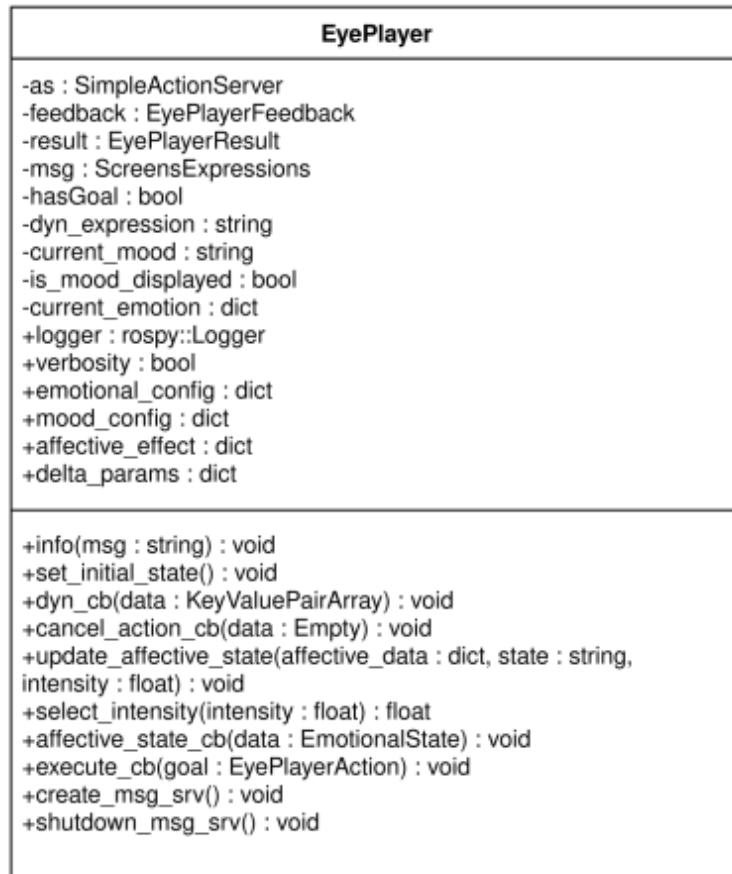 EyePlayer
-as : SimpleActionServer
-feedback : EyePlayerFeedback
-result : EyePlayerResult
-msg : ScreensExpressions
-hasGoal : bool
-dyn_expression : string
-current_mood : string
-is_mood_displayed : bool
-current_emotion : dict
+logger : rospy::Logger
+verbosity : bool
+emotional_config : dict
+mood_config : dict
+affective_effect : dict
+delta_params : dict
+info(msg : string) : void
+set_initial_state() : void
+dyn_cb(data : KeyValuePairArray) : void
+cancel_action_cb(data : Empty) : void
+update_affective_state(affective_data : dict, state : string,
intensity : float) : void
+select_intensity(intensity : float) : float
+affective_state_cb(data : EmotionalState) : void
+execute_cb(goal : EyePlayerAction) : void
+create_msg_srv() : void
+shutdown_msg_srv() : void